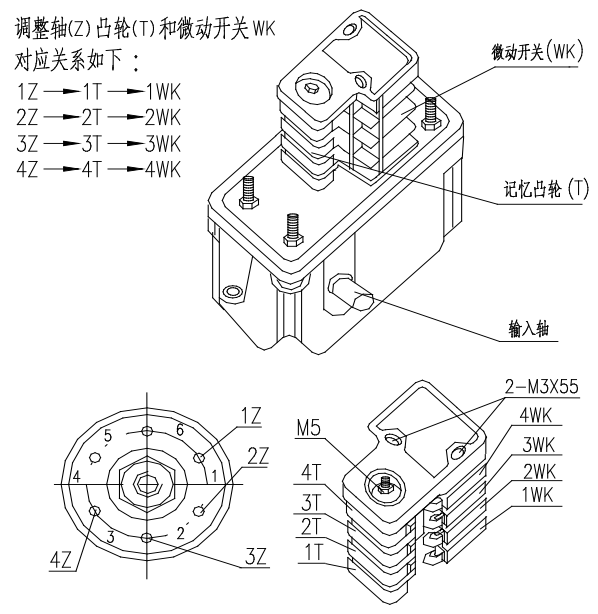 调整轴(Z)凸轮(T)和微动开关WK
对应关系如下：
1Z→1T→1WK
2Z→2T→2WK
3Z→3T→3WK
4Z→4T→4WK
微动开关(WK)
记忆凸轮(T)
输入轴
5
6
4
1
3
2
1Z
2Z
3Z
4Z
2-M3X55
M5
4T
3T
2T
1T
4WK
3WK
2WK
1WK